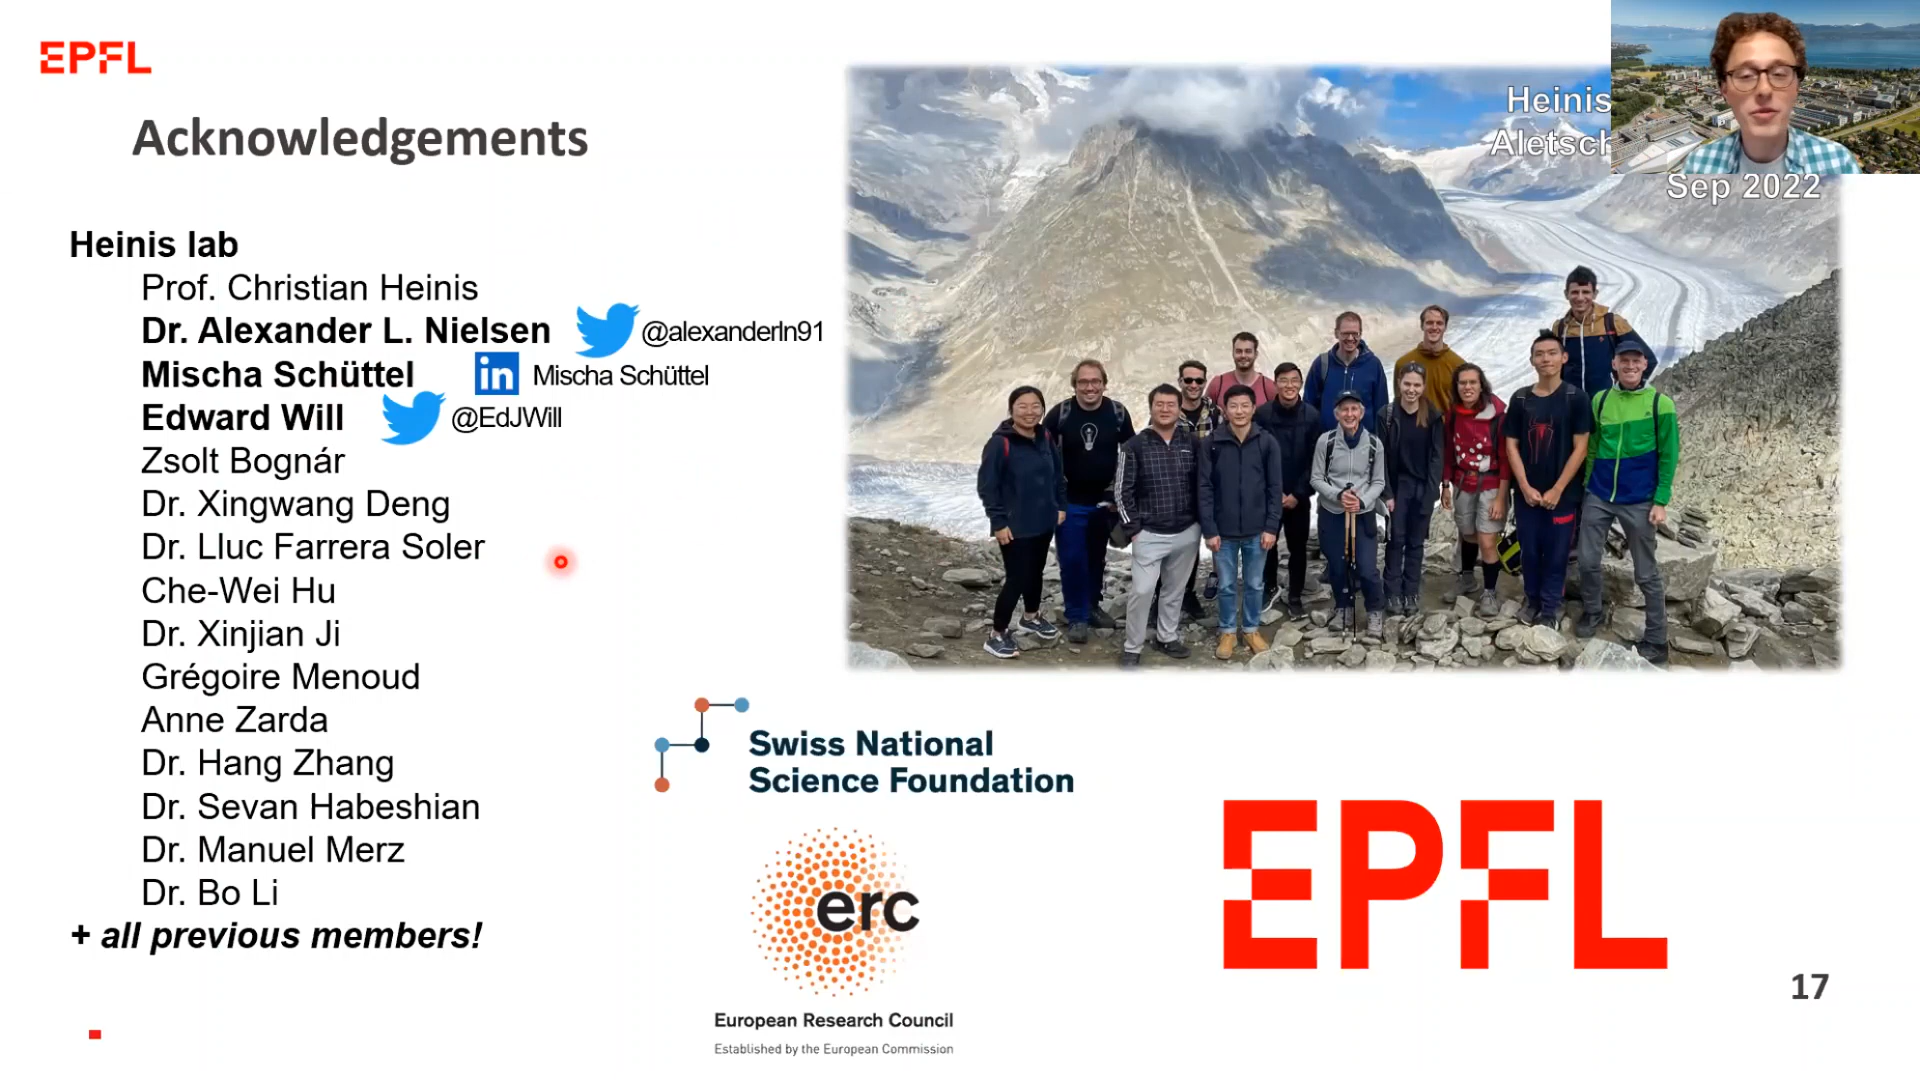 EPFL
Acknowledgements
Heinis
Aletsch
Sep 2022
Heinis lab
Prof. Christian Heinis
Dr. Alexander L. Nielsen @alexanderln91
Mischa Schüttel in Mischa Schüttel
Edward Will @EdJWill
Zsolt Bognár
Dr. Xingwang Deng
Dr. Lluc Farrera Soler
Che-Wei Hu
Dr. Xinjian Ji
Grégoire Menoud
Anne Zarda
Dr. Hang Zhang
Dr. Sevan Habeshian
Dr. Manuel Merz
Dr. Bo Li
+ all previous members!
Swiss National
Science Foundation
erc
European Research Council
Established by the European Commission
EPFL
17